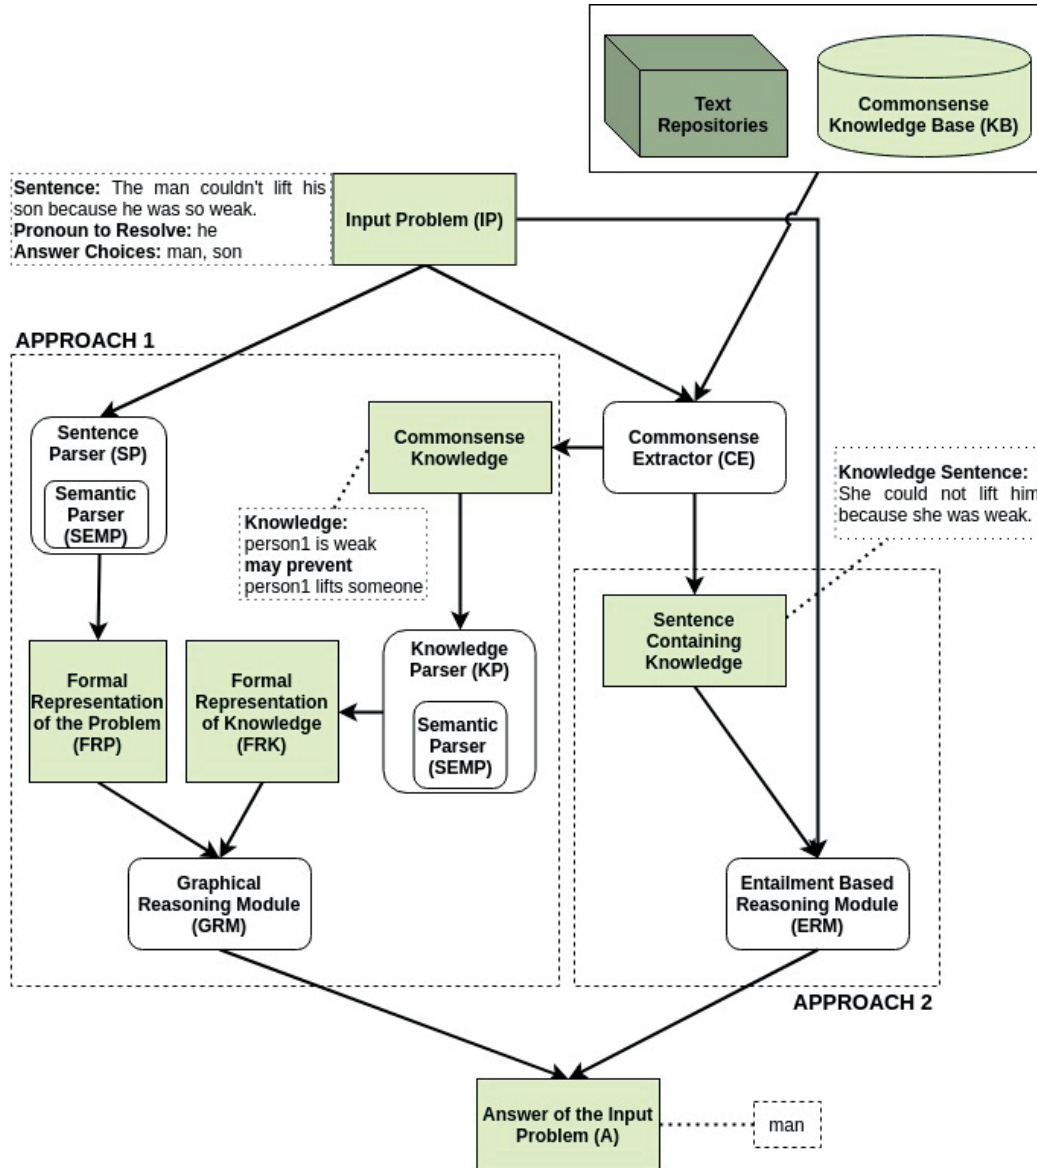 Text
Repositories
Commonsense
Knowledge Base (KB)
Sentence: The man couldn't lift his
son because he was so weak.
Pronoun to Resolve: he
Answer Choices: man, son
Input Problem (IP)
APPROACH 1
Sentence
Parser (SP)
Semantic
Parser
(SEMP)
Commonsense
Knowledge
Commonsense
Extractor (CE)
Knowledge Sentence:
She could not lift him
because she was weak.
Knowledge:
person1 is weak
may prevent
person1 lifts someone
Sentence
Containing
Knowledge
Knowledge
Parser (KP)
Semantic
Parser
(SEMP)
Formal
Representation
of the Problem
(FRP)
Formal
Representation
of Knowledge
(FRK)
Graphical
Reasoning Module
(GRM)
Entailment Based
Reasoning Module
(ERM)
APPROACH 2
Answer of the Input
Problem (A)
man